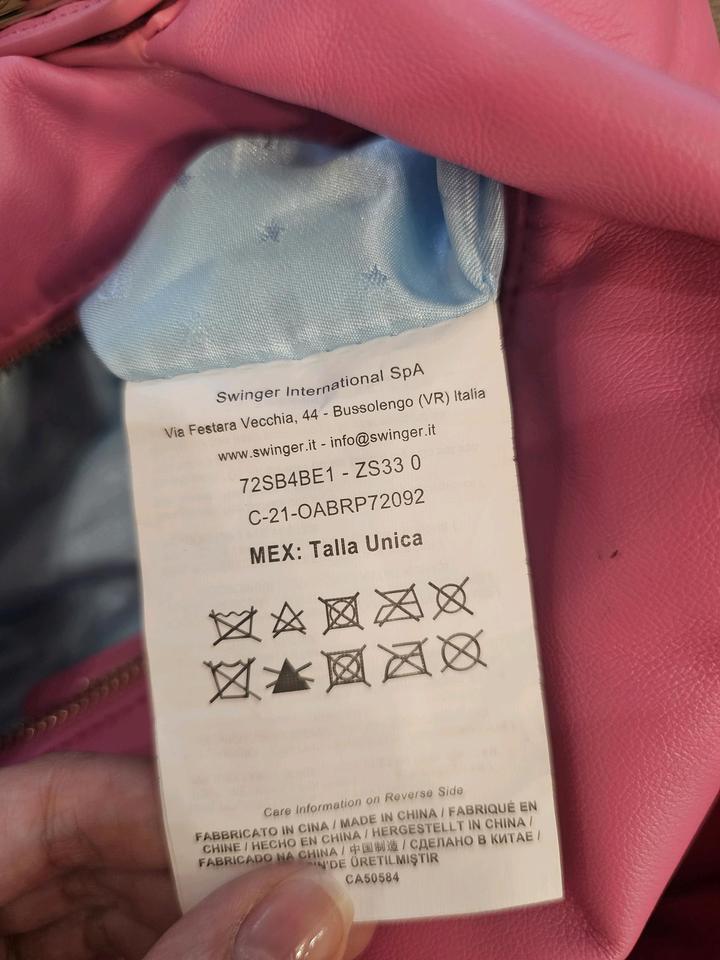 Swinger International SpA
Via Festara Vecchia, 44 - Bussolengo (VR) Italia
www.swinger.it - info@swinger.it
72SB4BE1 - ZS33 0
C-21-OABRP72092
MEX: Talla Unica
Care Information on Reverse Side
FABBRICATO IN CINA / MADE IN CHINA / FABRIQUÉ EN
CHINE / HECHO EN CHINA / HERGESTELLT IN CHINA /
FABRICADO NA CHINA / 中国制造 / СДЕЛАНО В КИТАЕ /
ÜRETILMIŞTIR
CA50584